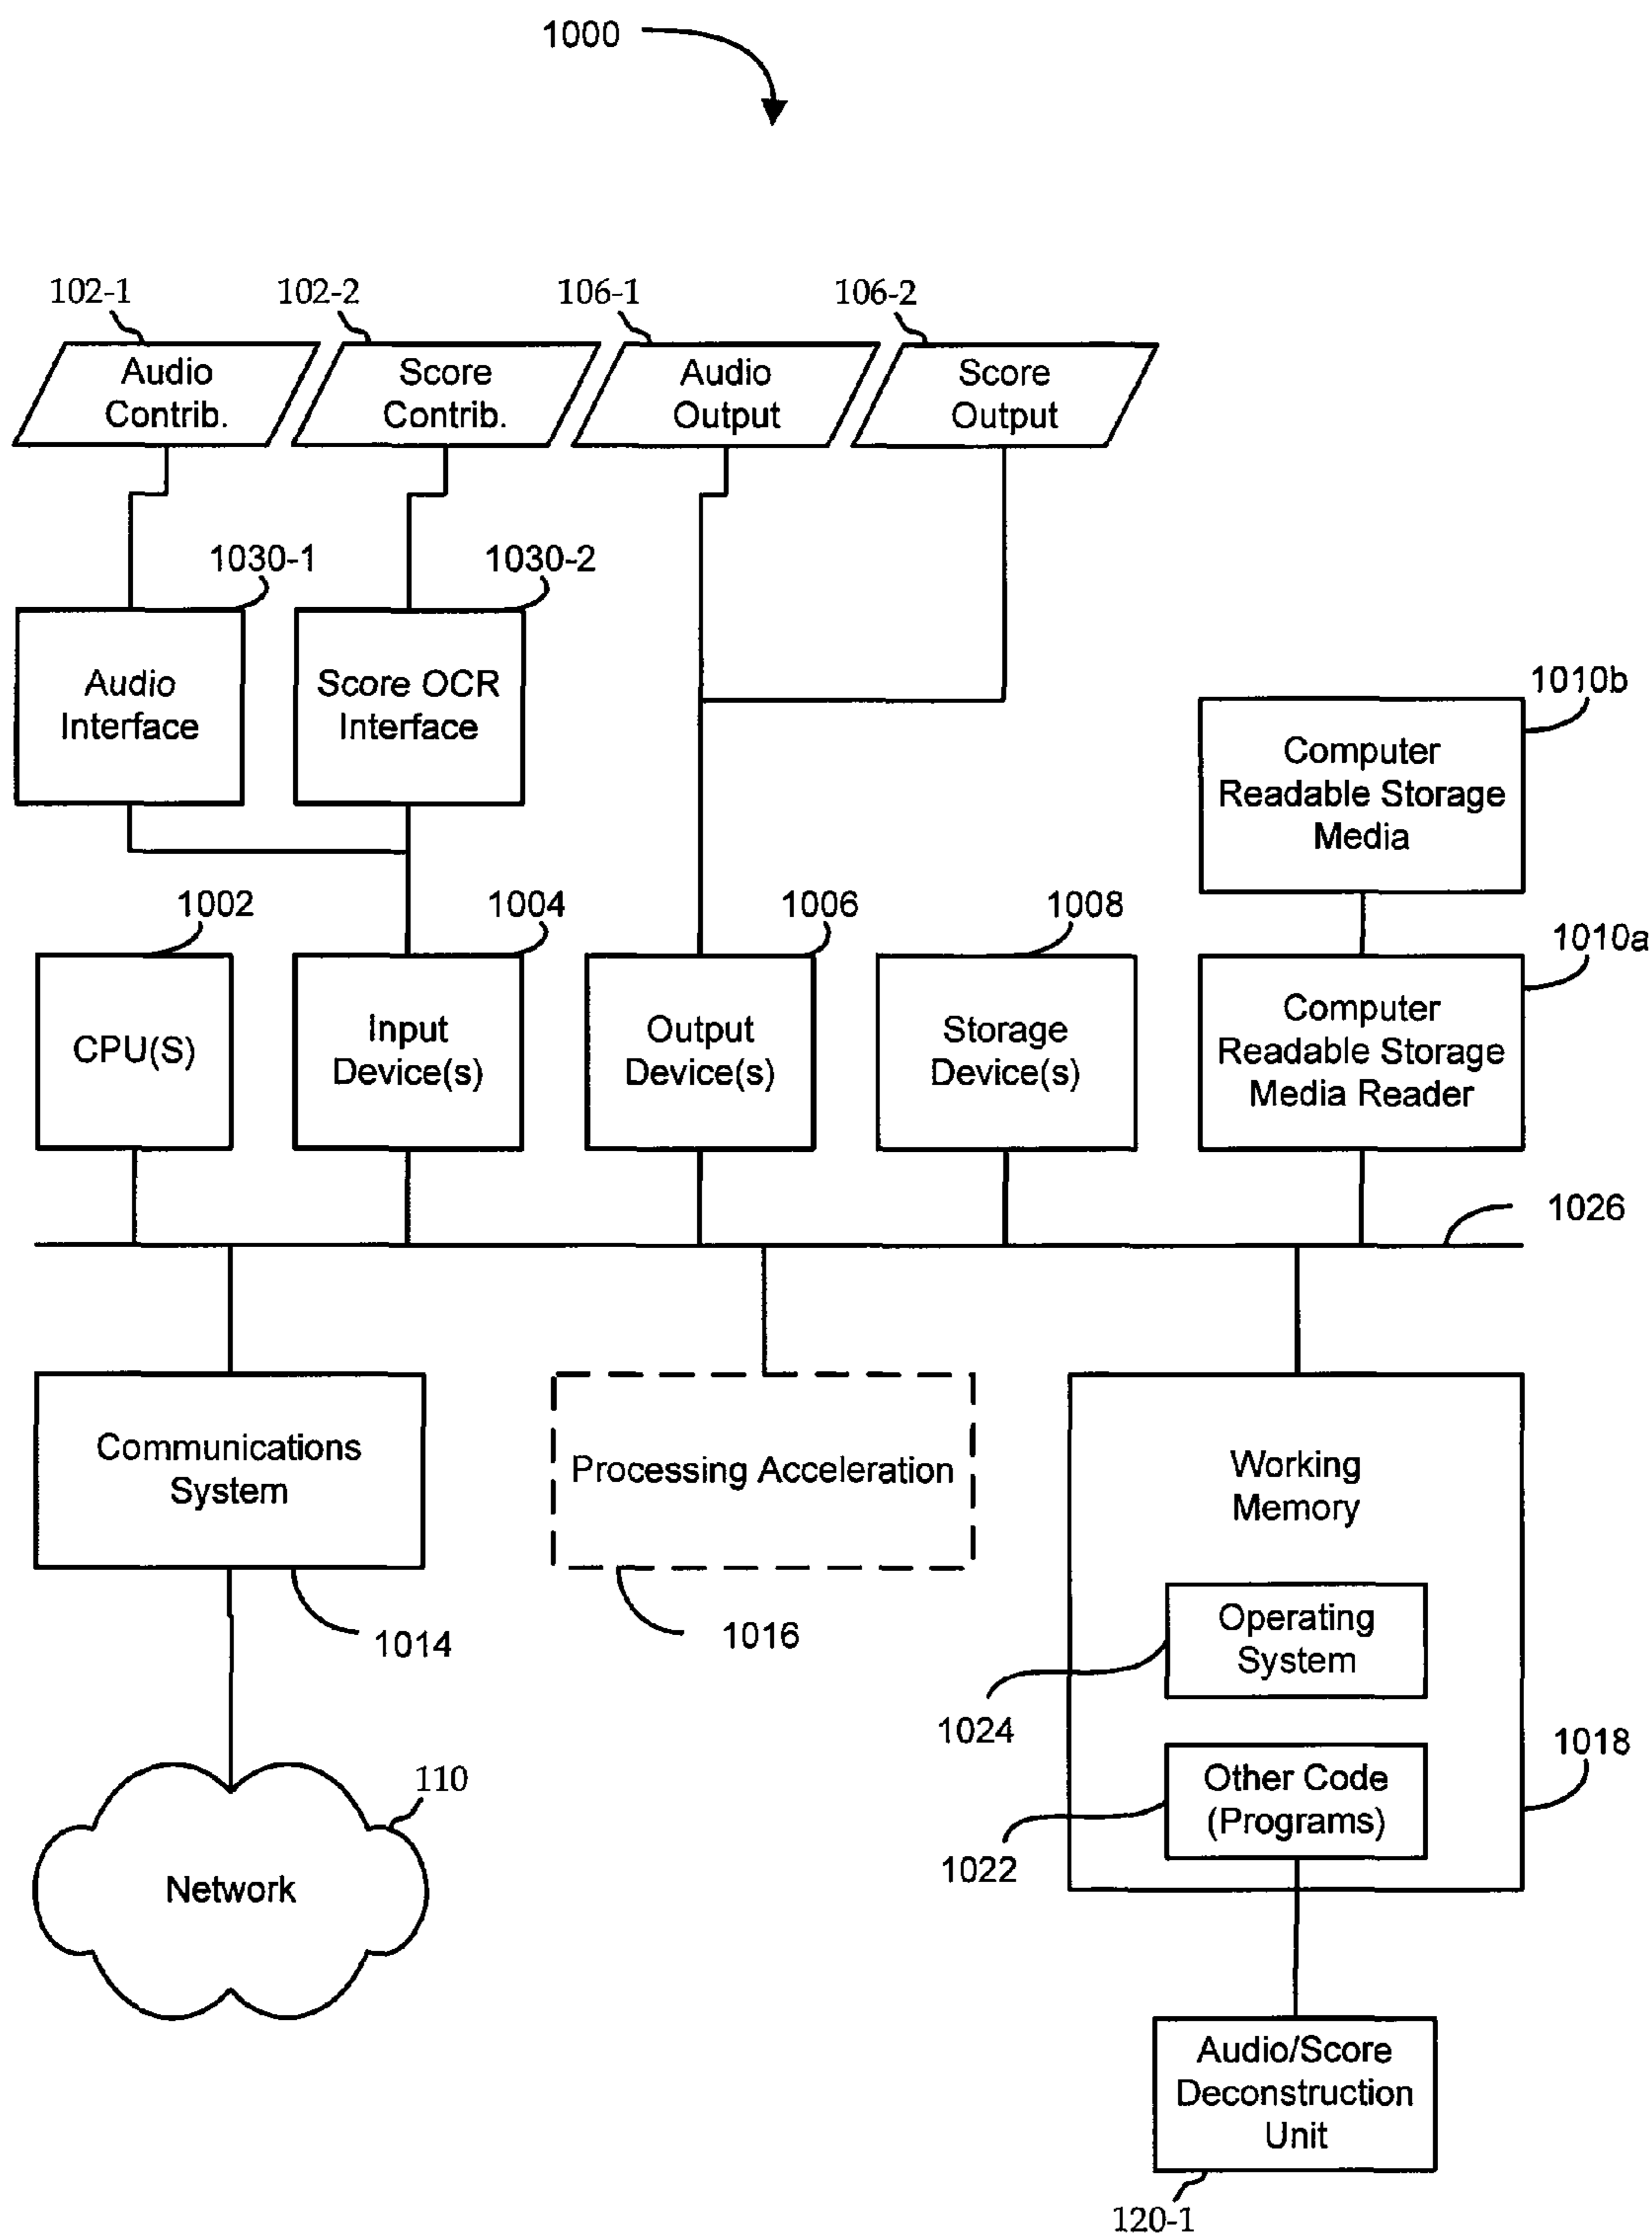 1000
102-1
102-2
106-1
106-2
Audio
Contrib.
Score
Contrib.
Audio
Output
Score
Output
1030-1
1030-2
Audio
Interface
Score OCR
Interface
1010b
Computer
Readable Storage
Media
1002
1004
1006
1008
1010a
CPU(S)
Input
Device(s)
Output
Device(s)
Storage
Device(s)
Computer
Readable Storage
Media Reader
1026
Communications
System
Processing Acceleration
Working
Memory
1014
1016
Operating
System
1024
1018
Other Code
(Programs)
1022
110
Network
Audio/Score
Deconstruction
Unit
120-1